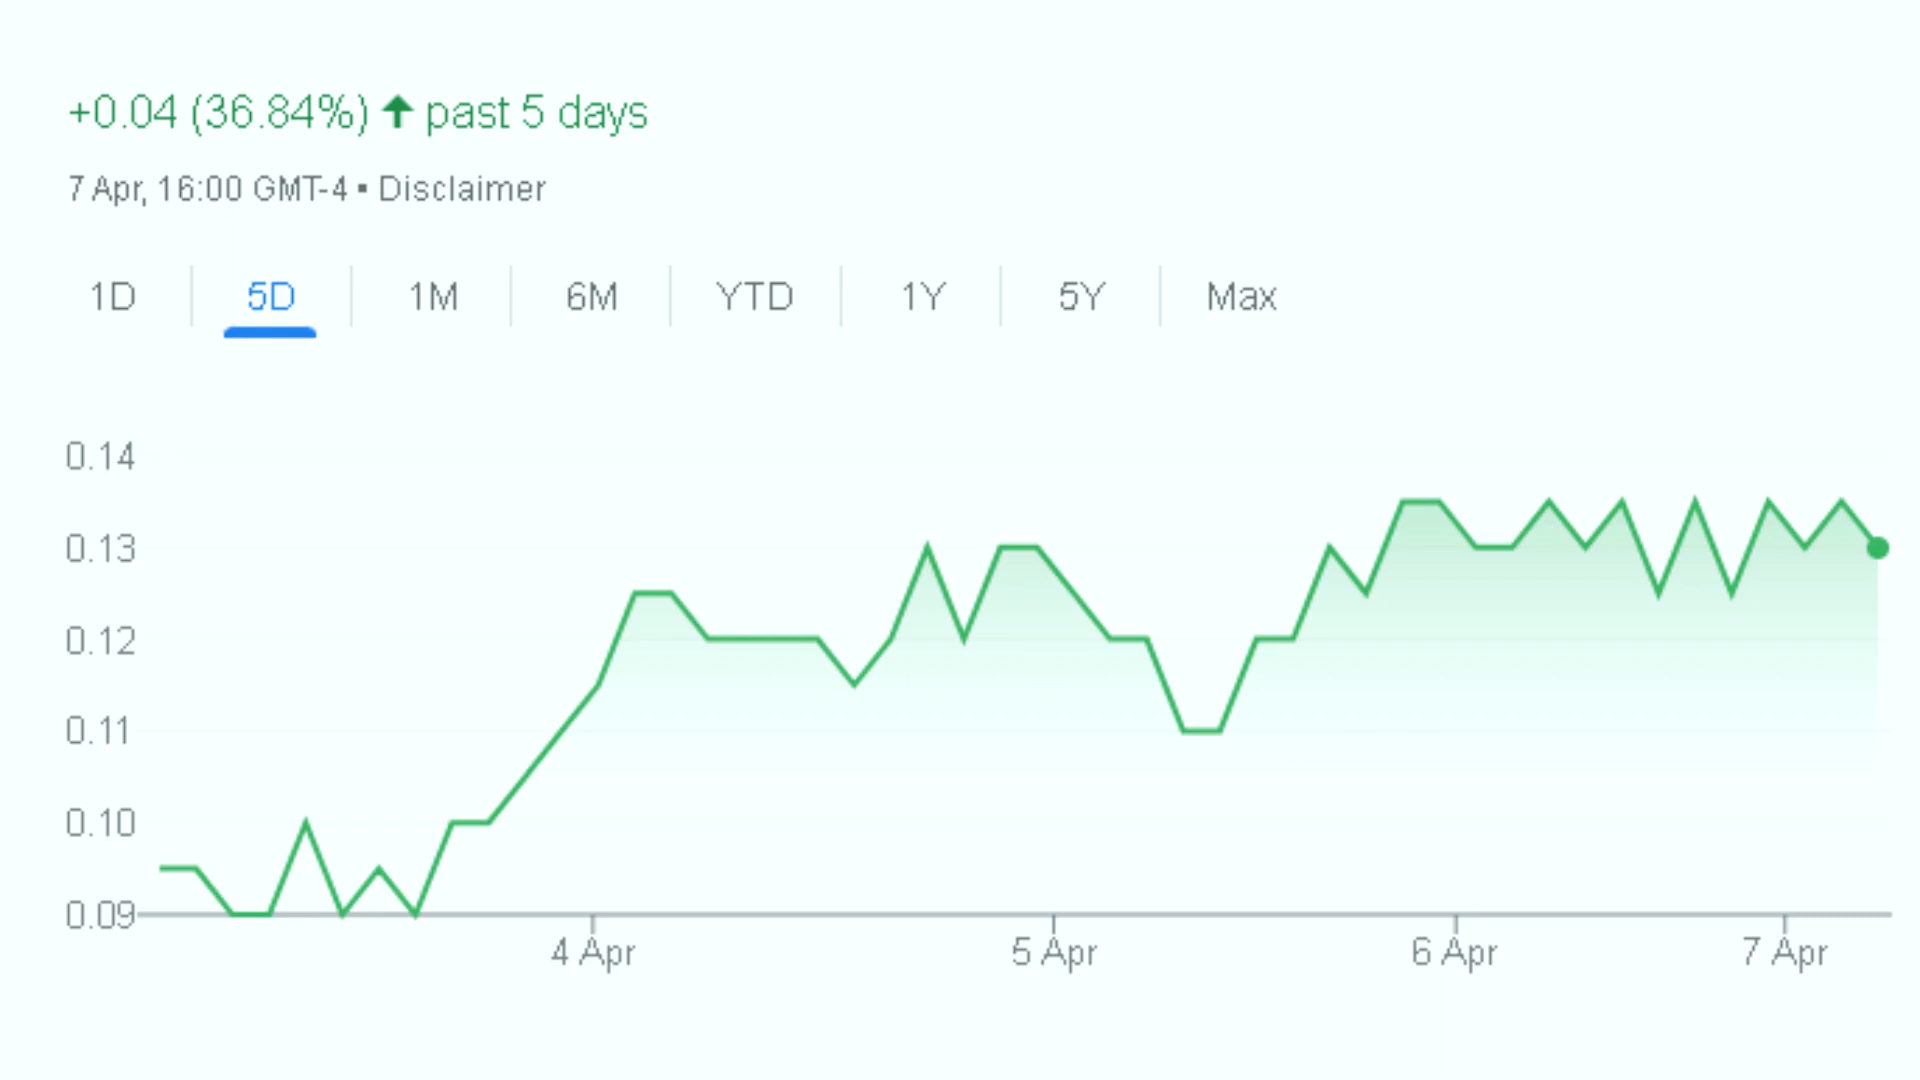 +0.04 (36.84%) ↑ past 5 days
7 Apr, 16:00 GMT-4 • Disclaimer
1D 5D 1M 6M YTD 1Y 5Y Max
0.14
0.13
0.12
0.11
0.10
0.09
4 Apr 5 Apr 6 Apr 7 Apr